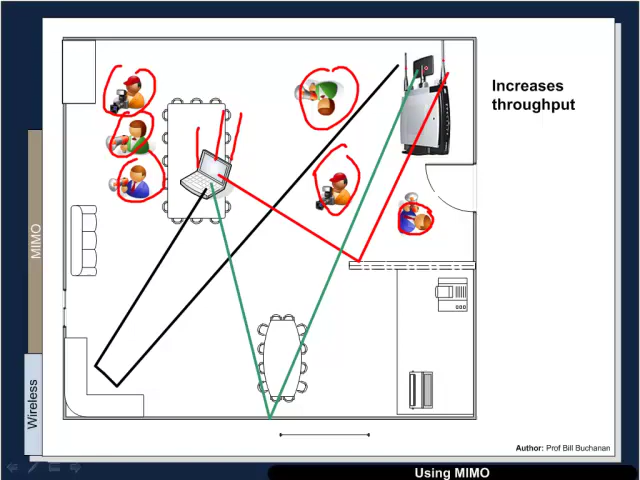 Increases
throughput
MIMO
Wireless
Author: Prof Bill Buchanan
Using MIMO